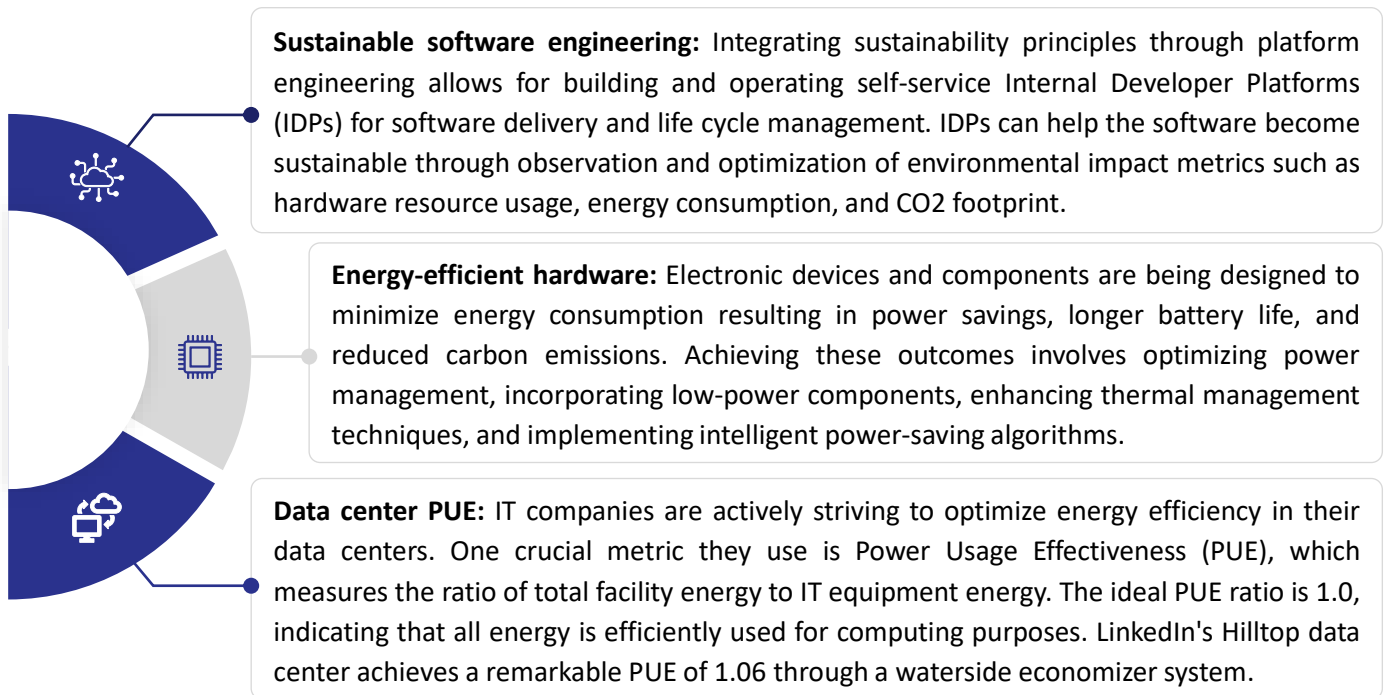 Sustainable software engineering: Integrating sustainability principles through platform
engineering allows for building and operating self-service Internal Developer Platforms
(IDPs) for software delivery and life cycle management. IDPs can help the software become
sustainable through observation and optimization of environmental impact metrics such as
hardware resource usage, energy consumption, and CO2 footprint.
Energy-efficient hardware: Electronic devices and components are being designed to
minimize energy consumption resulting in power savings, longer battery life, and
reduced carbon emissions. Achieving these outcomes involves optimizing power
management, incorporating low-power components, enhancing thermal management
techniques, and implementing intelligent power-saving algorithms.
Data center PUE: IT companies are actively striving to optimize energy efficiency in their
data centers. One crucial metric they use is Power Usage Effectiveness (PUE), which
measures the ratio of total facility energy to IT equipment energy. The ideal PUE ratio is 1.0,
indicating that all energy is efficiently used for computing purposes. LinkedIn's Hilltop data
center achieves a remarkable PUE of 1.06 through a waterside economizer system.